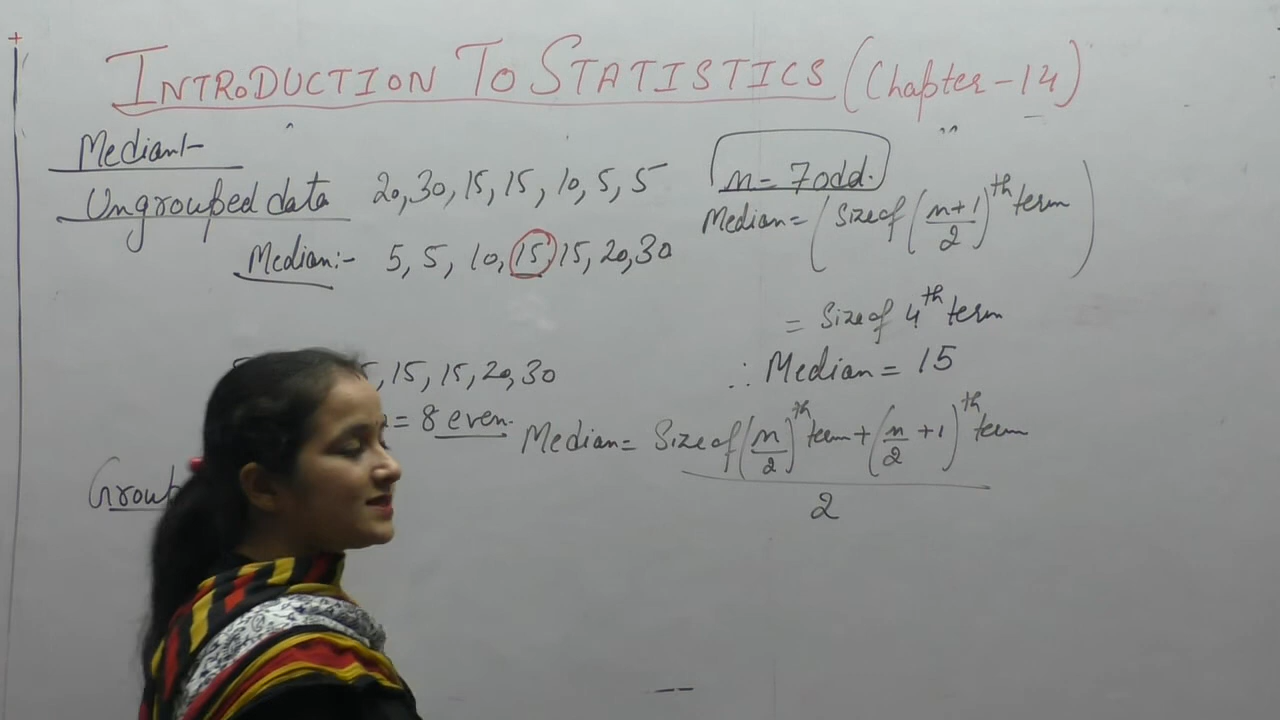 INTRODUCTION TO STATISTICS (Chapter-14)
Median:-
Ungrouped data 20, 30, 15, 15, 10, 5, 5
n = 7 odd.
Median = (Size of (n+1/2)th term)
Median:- 5, 5, 10, 15, 15, 20, 30
= Size of 4th term
∴ Median = 15
, 15, 15, 20, 30
= 8 even.
Median = Size of (n/2)th term + (n/2 + 1)th term
2